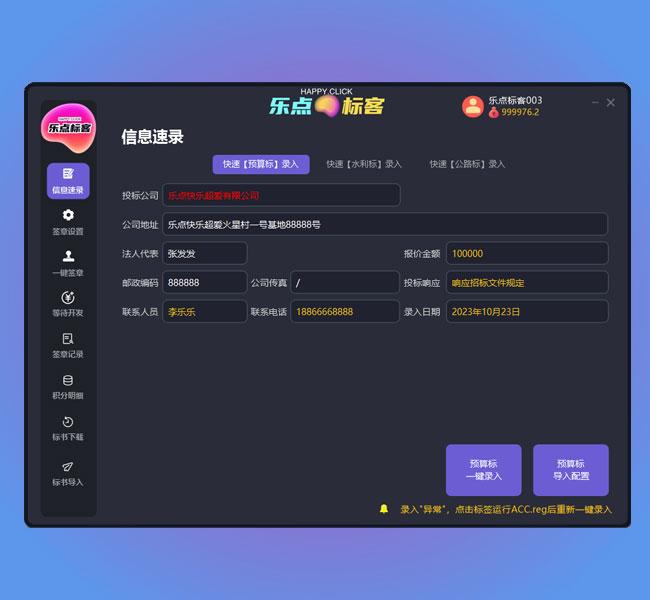 HAPPY.CLICK
乐点标客
乐点标客003
999976.2
HAPPY.CLICK
乐点标客
信息速录
快速【预算标】录入 快速【水利标】录入 快速【公路标】录入
投标公司 乐点快乐超爱有限公司
公司地址 乐点快乐超爱火星村一号基地88888号
法人代表 张发发 报价金额 100000
邮政编码 888888 公司传真 / 投标响应 响应招标文件规定
联系人员 李乐乐 联系电话 18866668888 录入日期 2023年10月23日
信息速录
签章设置
一键签章
等待开发
签章记录
积分明细
标书下载
标书导入
预算标
一键录入
预算标
导入配置
录入"异常"，点击标签运行ACC.reg后重新一键录入